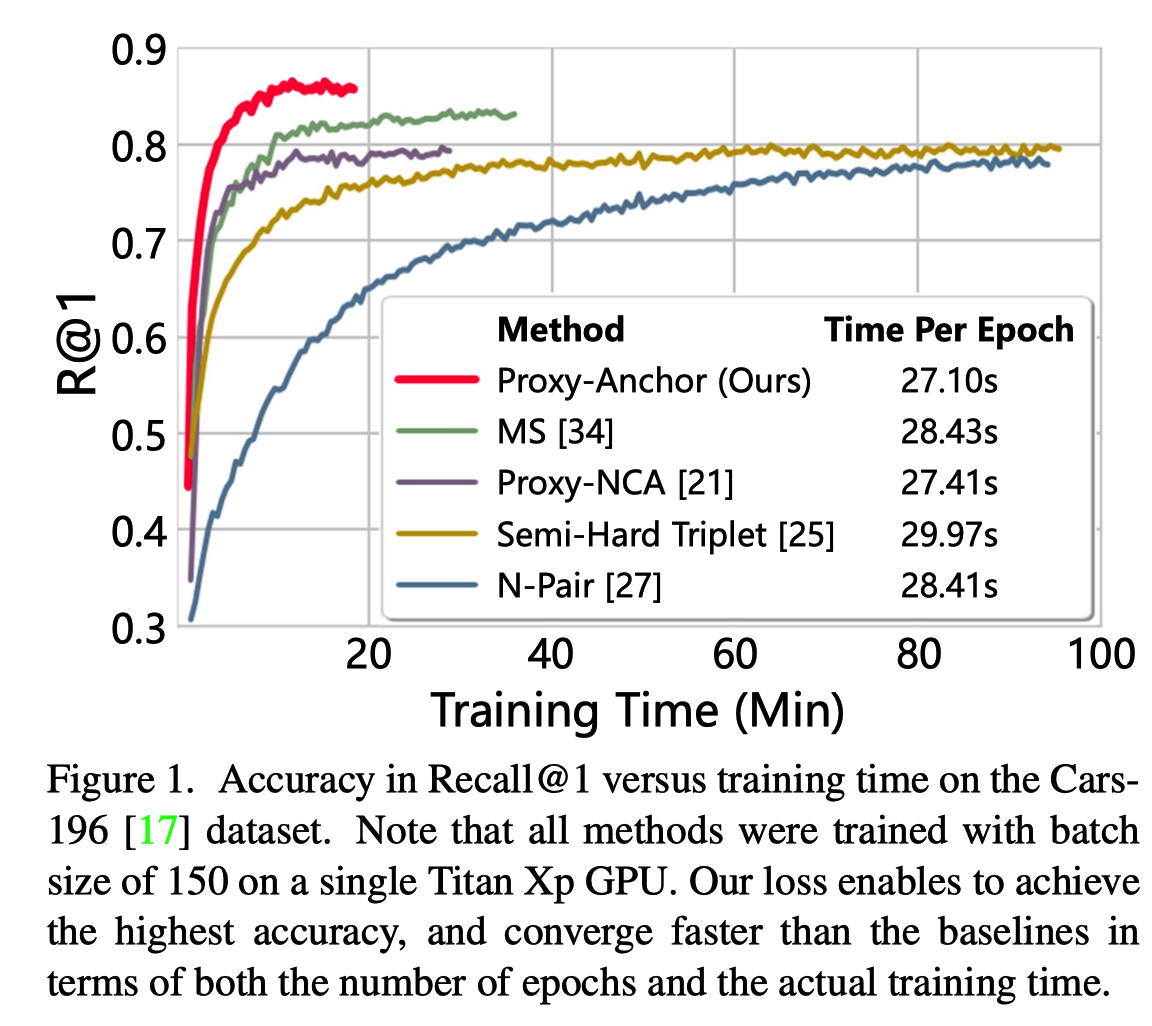 0.9
0.8
0.7
0.6
0.5
0.4
0.3
R@1
Method Time Per Epoch
Proxy-Anchor (Ours) 27.10s
MS [34] 28.43s
Proxy-NCA [21] 27.41s
Semi-Hard Triplet [25] 29.97s
N-Pair [27] 28.41s
20 40 60 80 100
Training Time (Min)
Figure 1. Accuracy in Recall@1 versus training time on the Cars-
196 [17] dataset. Note that all methods were trained with batch
size of 150 on a single Titan Xp GPU. Our loss enables to achieve
the highest accuracy, and converge faster than the baselines in
terms of both the number of epochs and the actual training time.